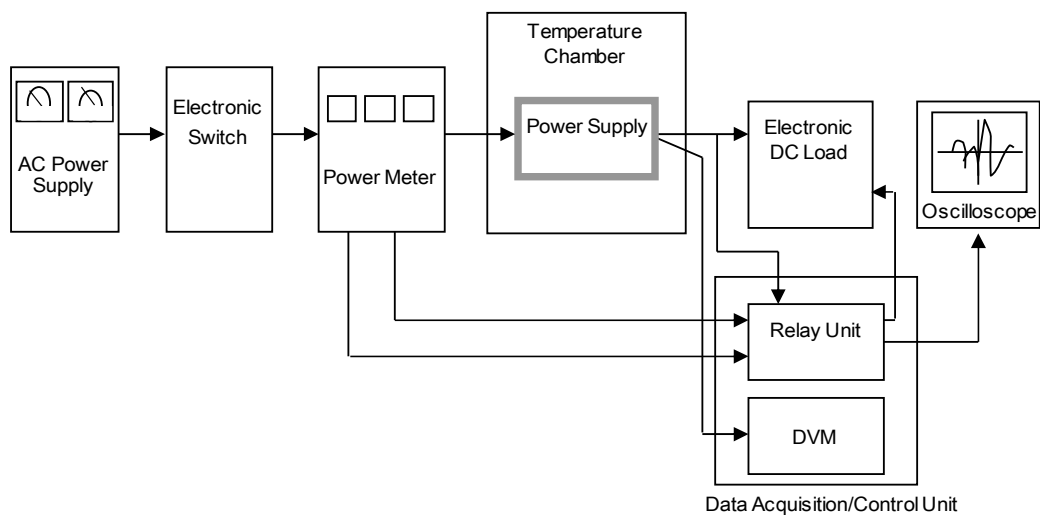 Temperature
Chamber
Electronic
Switch
Power Supply
Electronic
DC Load
AC Power
Supply
Power Meter
Oscilloscope
Relay Unit
DVM
Data Acquisition/Control Unit